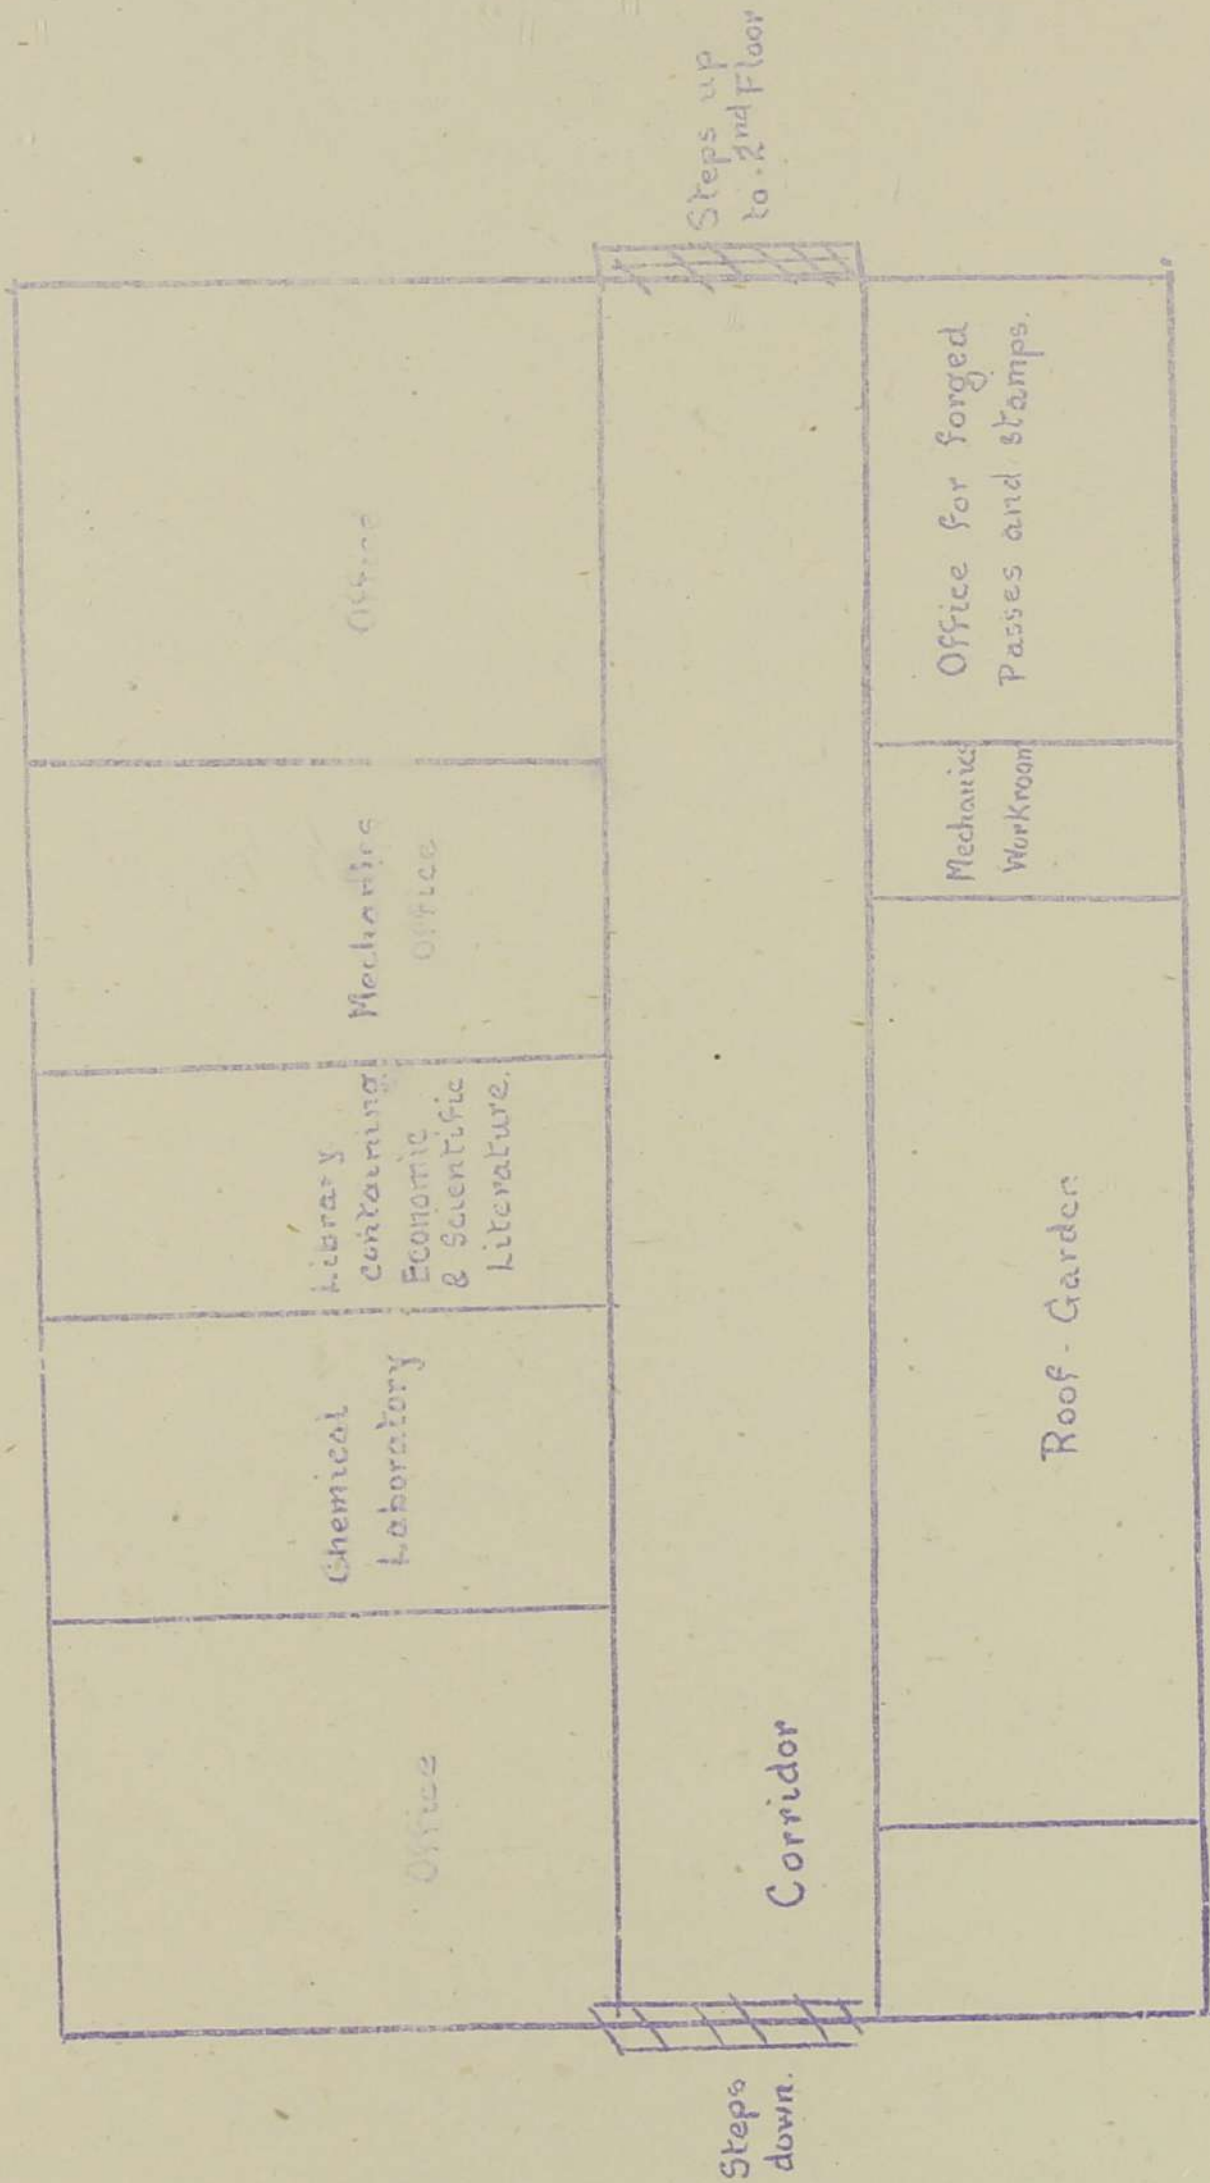 Office
Chemical
Laboratory
Library
containing
Economic
& Scientific
Literature.
Mechanics
Office
Office
Steps
down.
Corridor
Steps up
to 2nd Floor
Roof - Garden
Mechanics
Workroom
Office for forged
Passes and stamps.